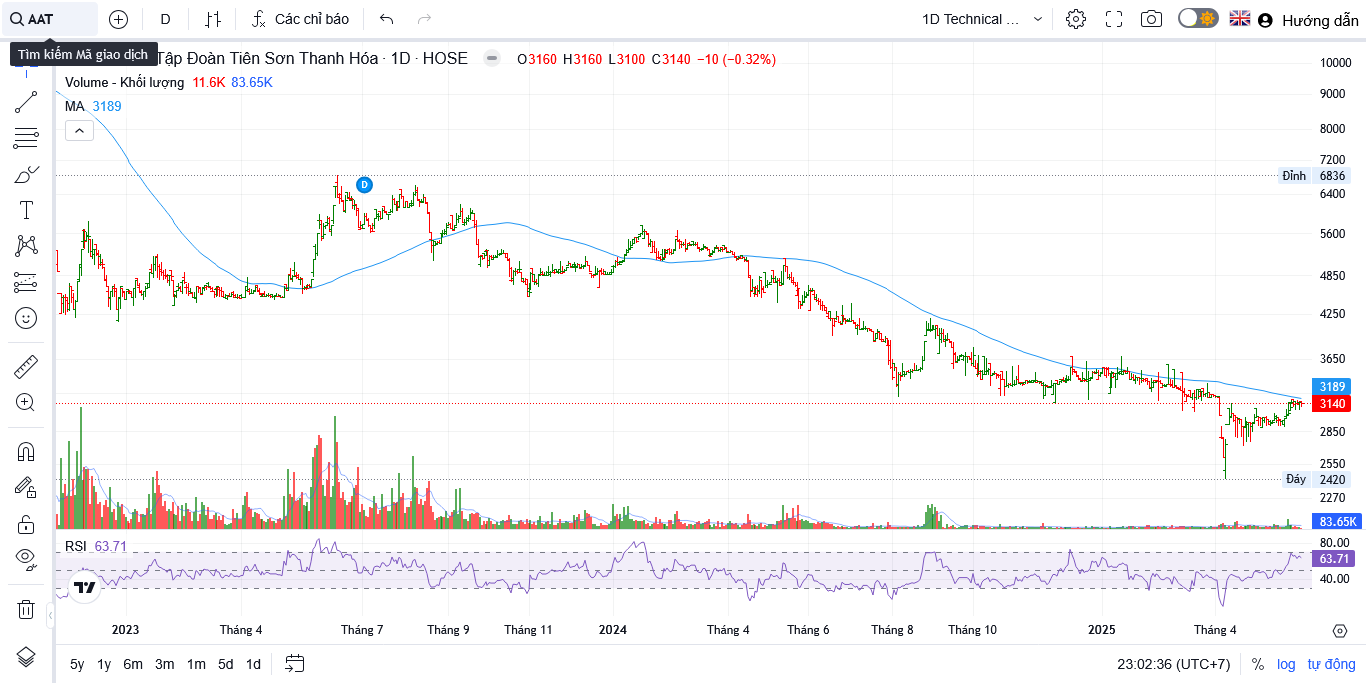 AAT
D
Các chỉ báo
1D Technical ...
Hướng dẫn
Tìm kiếm Mã giao dịch
Tập Đoàn Tiên Sơn Thanh Hóa · 1D · HOSE
O3160 H3160 L3100 C3140 −10 (−0.32%)
Volume - Khối lượng 11.6K 83.65K
MA 3189
D
10000
9000
8000
7200
Đỉnh 6836
6400
5600
4850
4250
3650
3189
3140
2850
2550
Đáy 2420
2270
83.65K
RSI 63.71
80.00
63.71
40.00
2023 Tháng 4 Tháng 7 Tháng 9 Tháng 11 2024 Tháng 4 Tháng 6 Tháng 8 Tháng 10 2025 Tháng 4
5y 1y 6m 3m 1m 5d 1d
23:02:36 (UTC+7) % log tự động